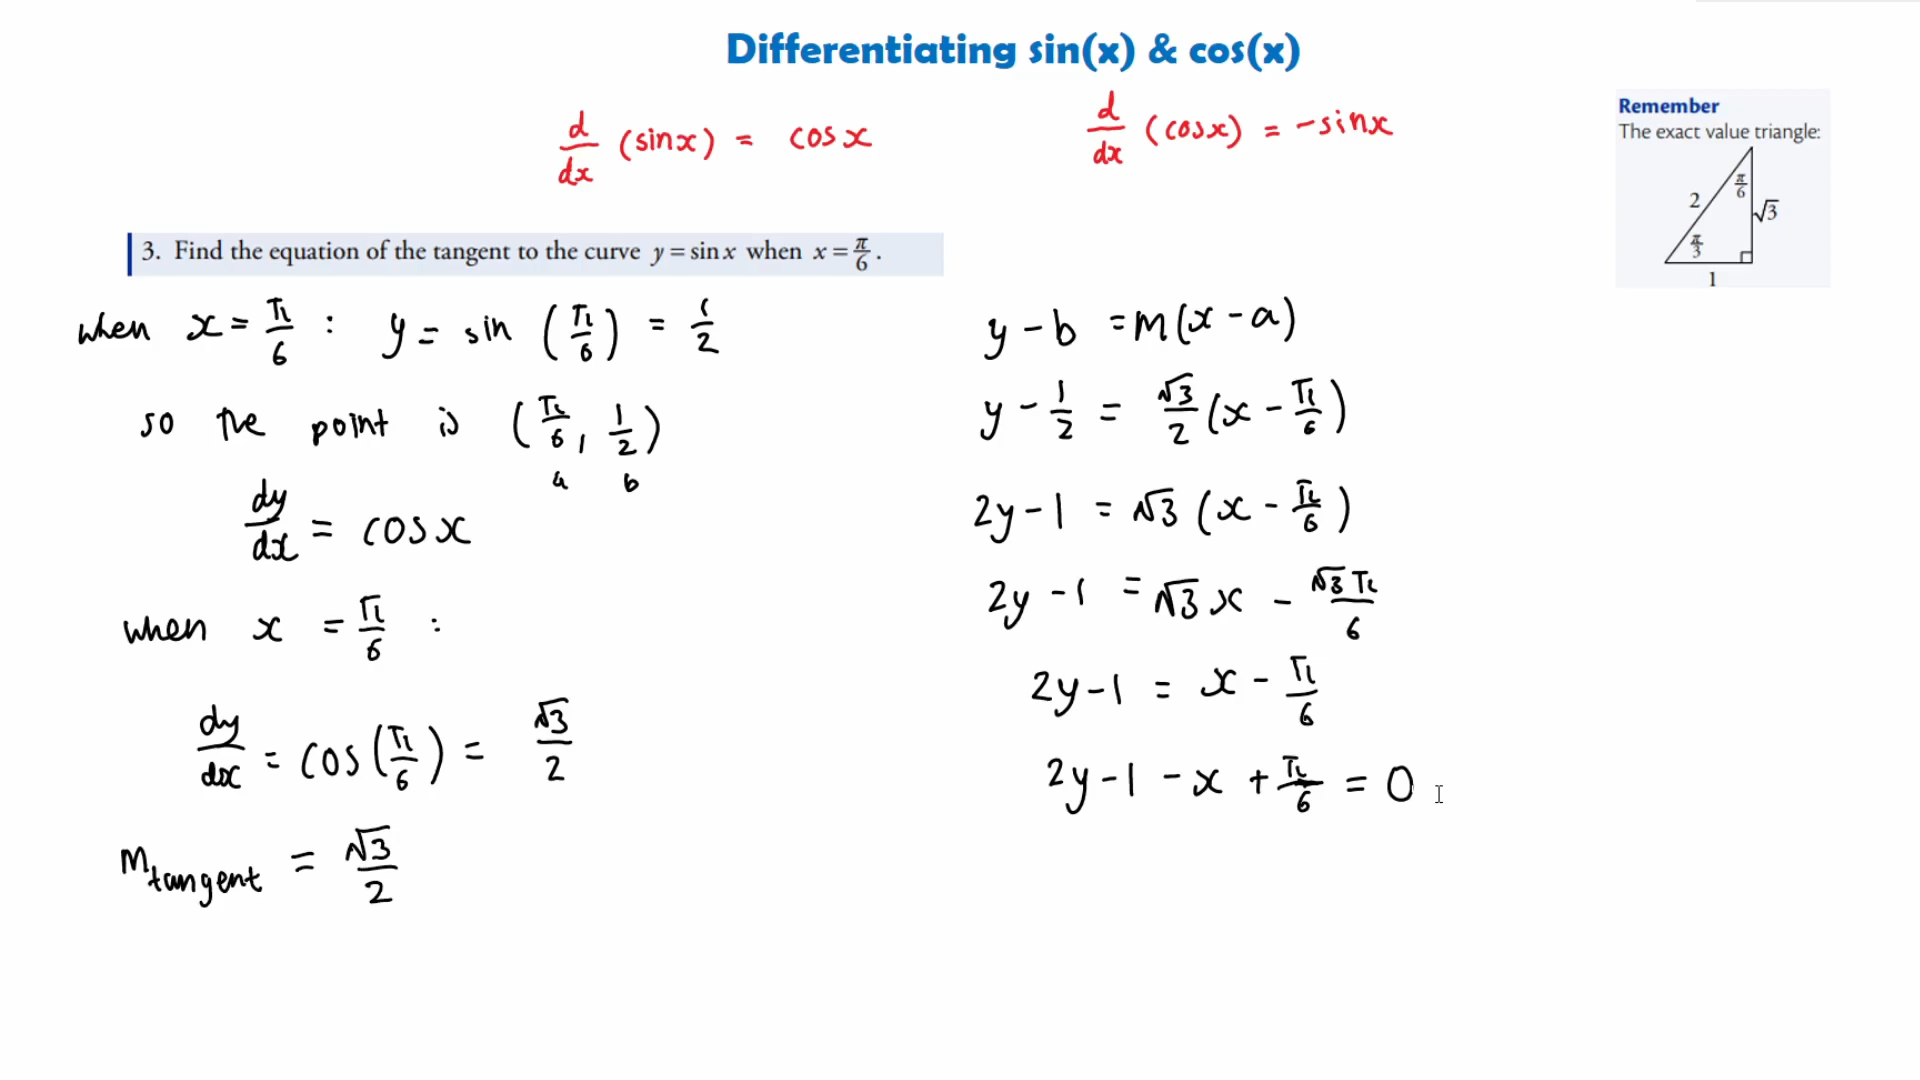 Differentiating sin(x) & cos(x)
d/dx (sinx) = cosx
d/dx (cosx) = -sinx
Remember
The exact value triangle:
2
π/6
√3
π/3
1
3. Find the equation of the tangent to the curve y = sin x when x = π/6.
when x = π/6 : y = sin (π/6) = 1/2
so the point is (π/6, 1/2)
a b
dy/dx = cosx
when x = π/6 :
dy/dx = cos(π/6) = √3/2
m tangent = √3/2
y - b = m(x - a)
y - 1/2 = √3/2 (x - π/6)
2y - 1 = √3 (x - π/6)
2y - 1 = √3x - √3π/6
2y - 1 = x - π/6
2y - 1 - x + π/6 = 0